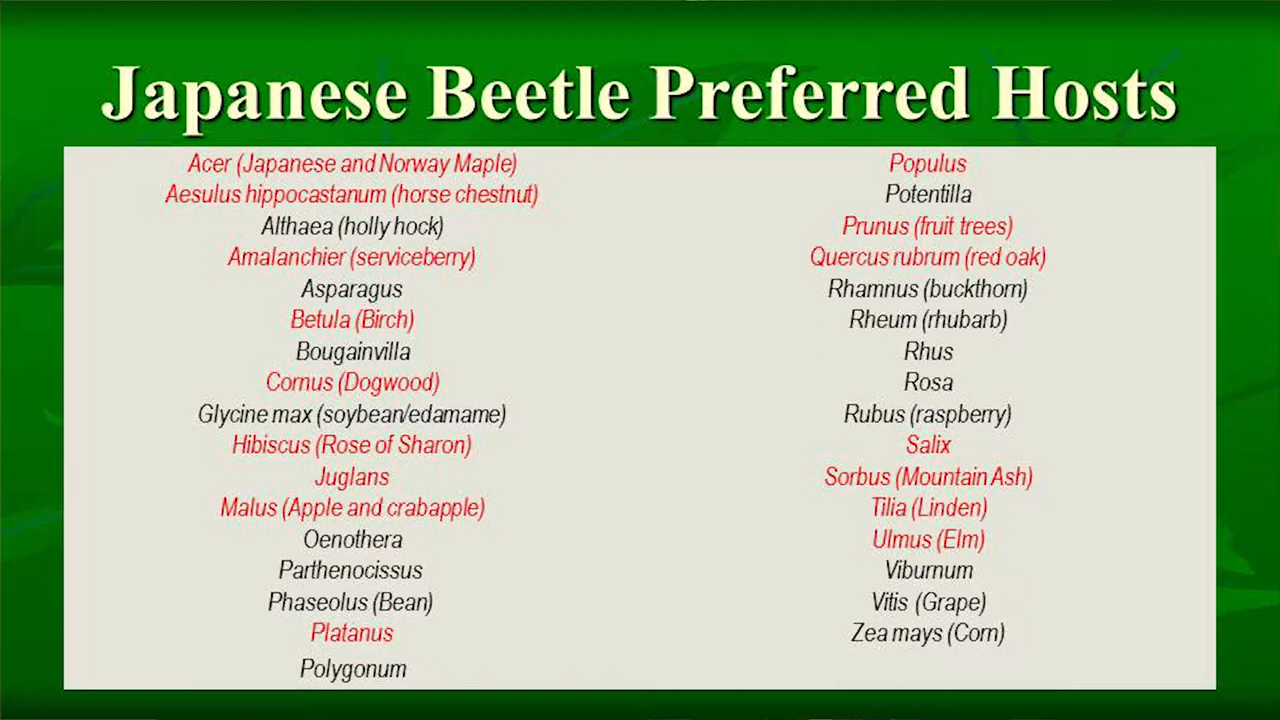 Japanese Beetle Preferred Hosts
Acer (Japanese and Norway Maple)
Aesulus hippocastanum (horse chestnut)
Althaea (holly hock)
Amalanchier (serviceberry)
Asparagus
Betula (Birch)
Bougainvilla
Cornus (Dogwood)
Glycine max (soybean/edamame)
Hibiscus (Rose of Sharon)
Juglans
Malus (Apple and crabapple)
Oenothera
Parthenocissus
Phaseolus (Bean)
Platanus
Polygonum
Populus
Potentilla
Prunus (fruit trees)
Quercus rubrum (red oak)
Rhamnus (buckthorn)
Rheum (rhubarb)
Rhus
Rosa
Rubus (raspberry)
Salix
Sorbus (Mountain Ash)
Tilia (Linden)
Ulmus (Elm)
Viburnum
Vitis (Grape)
Zea mays (Corn)